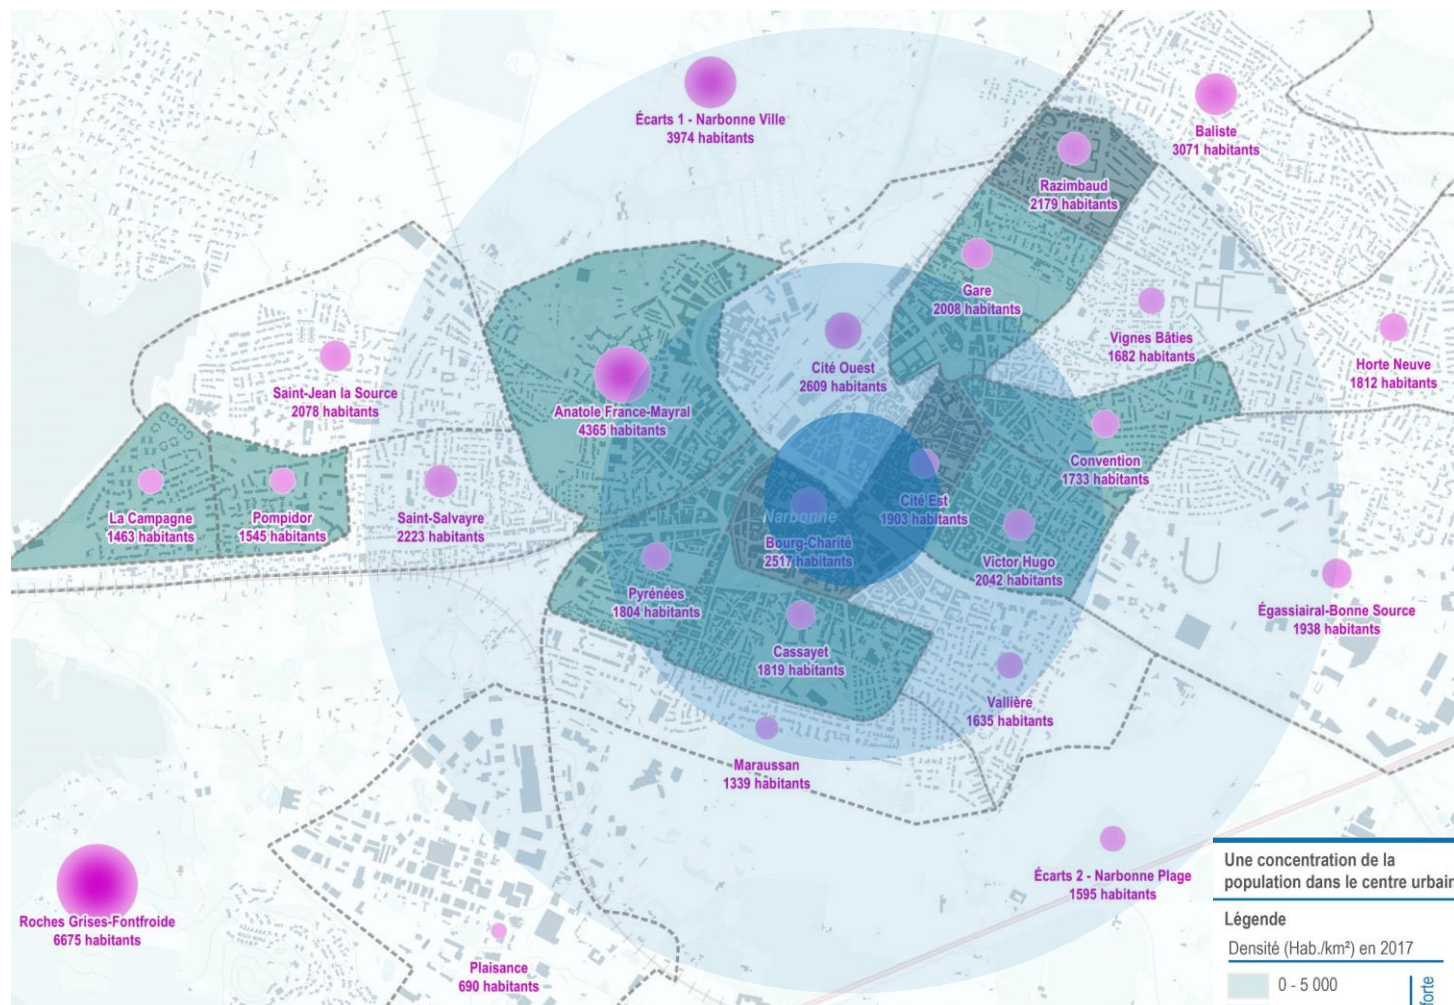 Écarts 1 - Narbonne Ville
3974 habitants
Baliste
3071 habitants
Razimbaud
2179 habitants
Gare
2008 habitants
Vignes Bâties
1682 habitants
Horte Neuve
1812 habitants
Cité Ouest
2609 habitants
Saint-Jean la Source
2078 habitants
Anatole France-Mayral
4365 habitants
Convention
1733 habitants
La Campagne
1463 habitants
Pompidor
1545 habitants
Saint-Salvayre
2223 habitants
Cité Est
1903 habitants
Narbonne
Bourg-Charité
2517 habitants
Victor Hugo
2042 habitants
Pyrénées
1804 habitants
Égassiairal-Bonne Source
1938 habitants
Cassayet
1819 habitants
Vallière
1635 habitants
Maraussan
1339 habitants
Écarts 2 - Narbonne Plage
1595 habitants
Roches Grises-Fontfroide
6675 habitants
Plaisance
690 habitants
Une concentration de la
population dans le centre urbain
Légende
Densité (Hab./km²) en 2017
0 - 5 000
forte